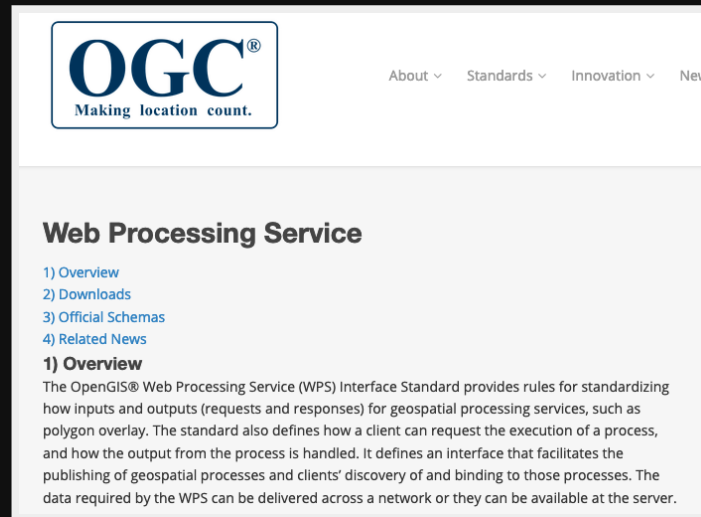 OGC®
Making location count.
About
Standards
Innovation
Web Processing Service
1) Overview
2) Downloads
3) Official Schemas
4) Related News
1) Overview
The OpenGIS® Web Processing Service (WPS) Interface Standard provides rules for standardizing
how inputs and outputs (requests and responses) for geospatial processing services, such as
polygon overlay. The standard also defines how a client can request the execution of a process,
and how the output from the process is handled. It defines an interface that facilitates the
publishing of geospatial processes and clients’ discovery of and binding to those processes. The
data required by the WPS can be delivered across a network or they can be available at the server.